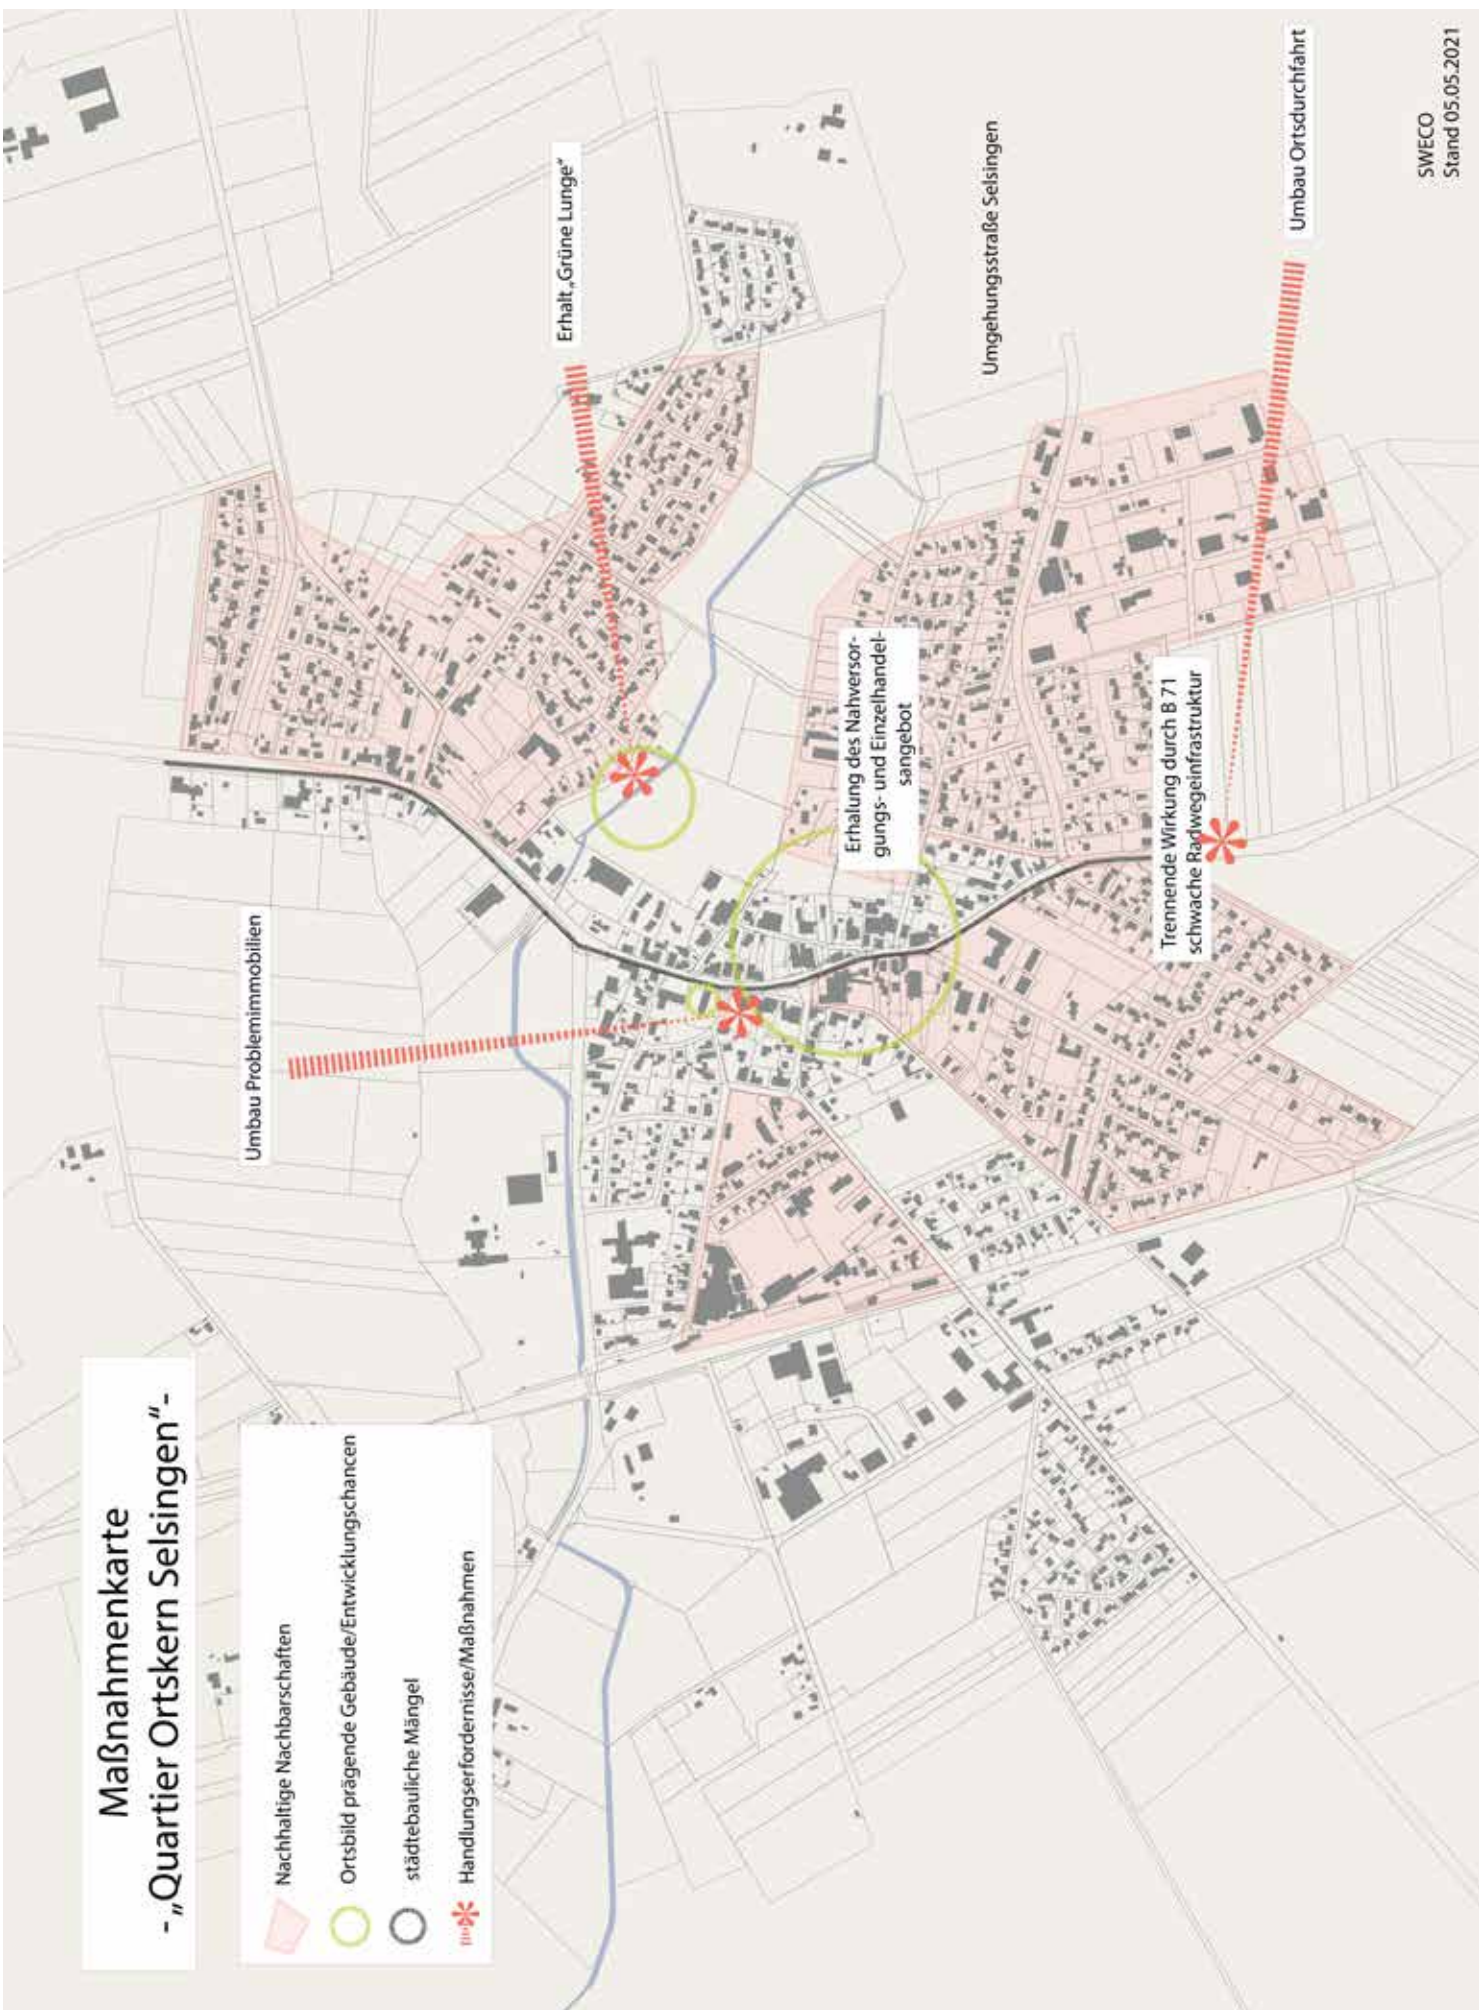 Maßnahmenkarte
-„Quartier Ortskern Selsingen“-
Nachhaltige Nachbarschaften
Ortsbild prägende Gebäude/Entwicklungschancen
städtebauliche Mängel
Handlungserfordernisse/Maßnahmen
Umbau Problemimmobilien
Erhalt „Grüne Lunge“
Erhalung des Nahversor-
gungs- und Einzelhandel-
sangebot
Umgehungsstraße Selsingen
Trennende Wirkung durch B 71
schwache Radwegeinfrastruktur
Umbau Ortsdurchfahrt
SWECO
Stand 05.05.2021